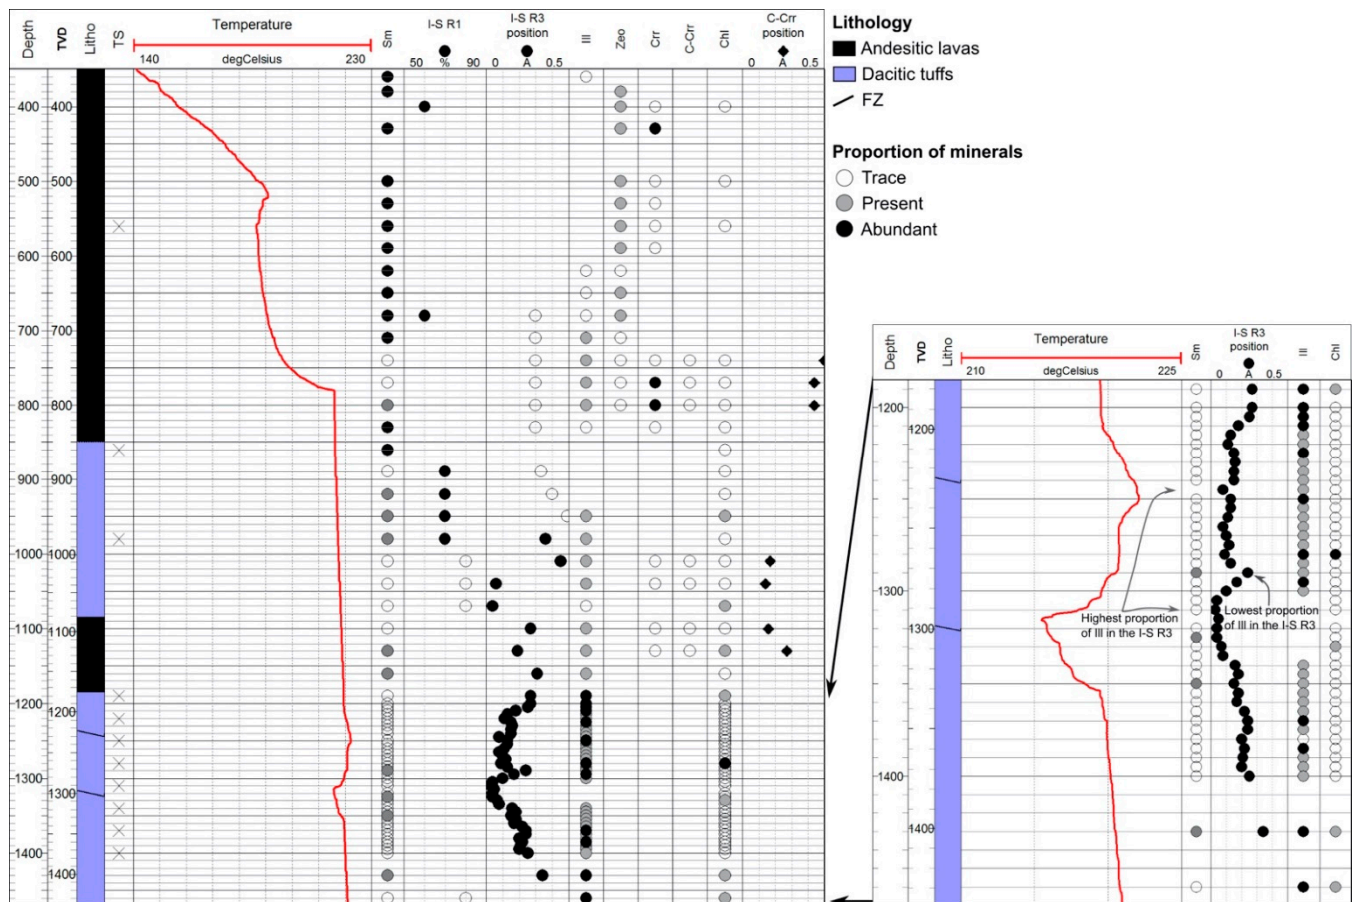 Depth
TVD
Litho
TS
Temperature
140 degCelsius 230
Sm
I-S R1
50 % 90
I-S R3
position
0 A 0.5
Ill
Zeo
Crr
C-Crr
Chl
C-Crr
position
0 A 0.5
400 400
500 500
600 600
700 700
800 800
900 900
1000 1000
1100 1100
1200 1200
1300 1300
1400 1400
Lithology
Andesitic lavas
Dacitic tuffs
FZ
Proportion of minerals
Trace
Present
Abundant
Depth
TVD
Litho
Temperature
210 degCelsius 225
Sm
I-S R3
position
0 A 0.5
Ill
Chl
1200
1200
1300
1300
1400
1400
Highest proportion
of Ill in the I-S R3
Lowest proportion
of Ill in the I-S R3